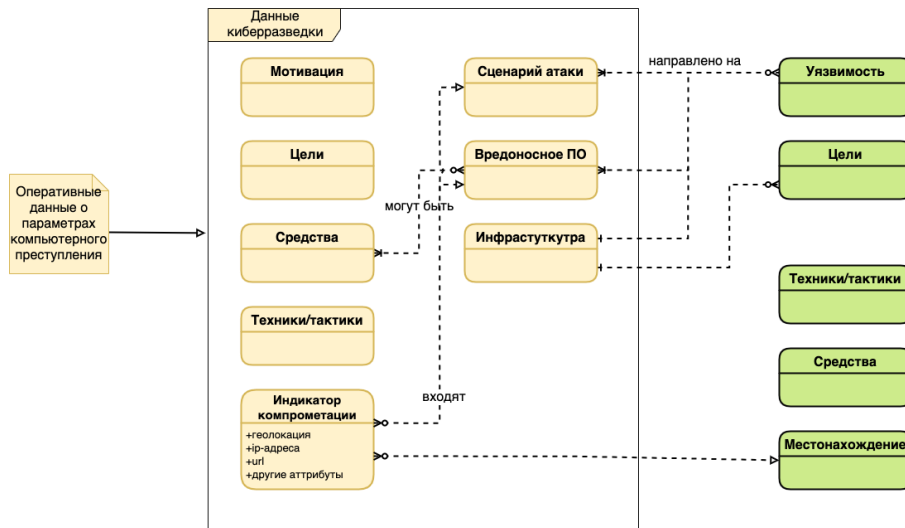 Данные
киберразведки
Мотивация
Сценарий атаки
направлено на
Уязвимость
Цели
Вредоносное ПО
Цели
Оперативные
данные о
параметрах
компьютерного
преступления
могут быть
Средства
Инфрастуткутра
Техники/тактики
Техники/тактики
Средства
входят
Индикатор
компрометации
+геолокация
+ip-адреса
+url
+другие аттрибуты
Местонахождение